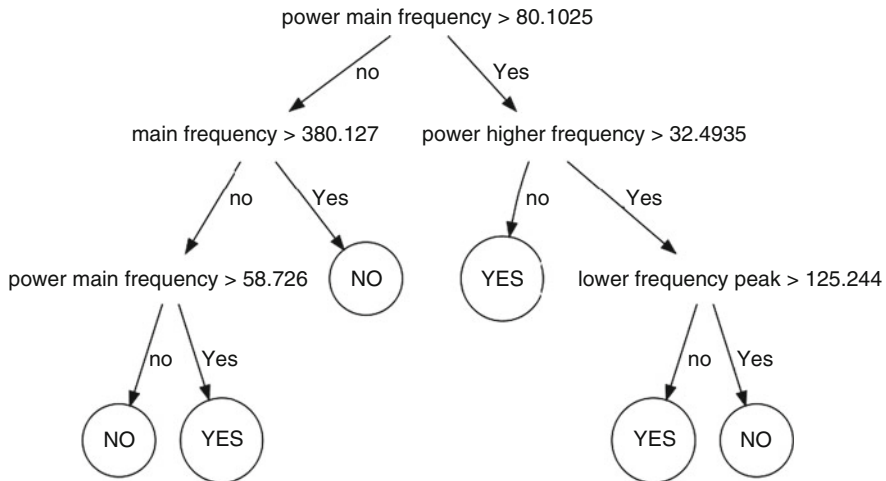 power main frequency > 80.1025
no
Yes
main frequency > 380.127
power higher frequency > 32.4935
no
Yes
no
Yes
power main frequency > 58.726
NO
YES
lower frequency peak > 125.244
no
Yes
no
Yes
NO
YES
YES
NO